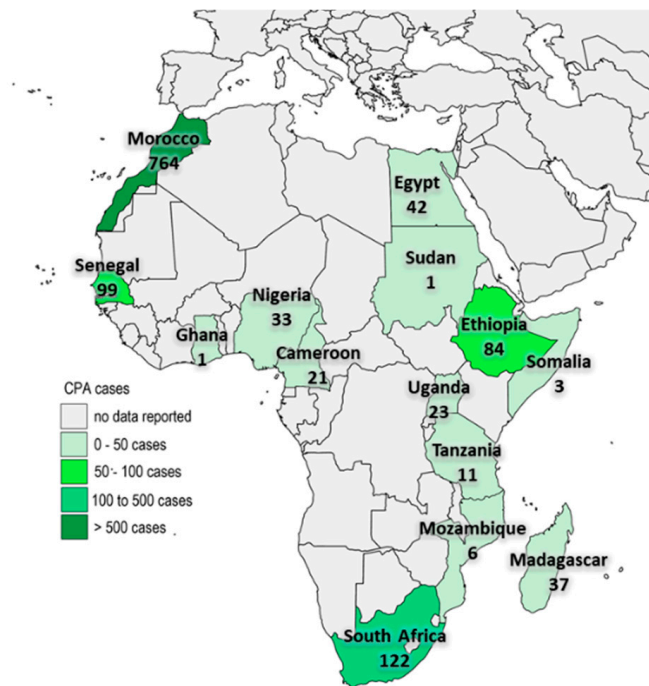 Morocco
764
Egypt
42
Senegal
99
Sudan
1
Nigeria
33
Ethiopia
84
Ghana
1
Cameroon
21
Somalia
3
Uganda
23
Tanzania
11
Mozambique
6
Madagascar
37
South Africa
122
CPA cases
no data reported
0 - 50 cases
50 - 100 cases
100 to 500 cases
> 500 cases